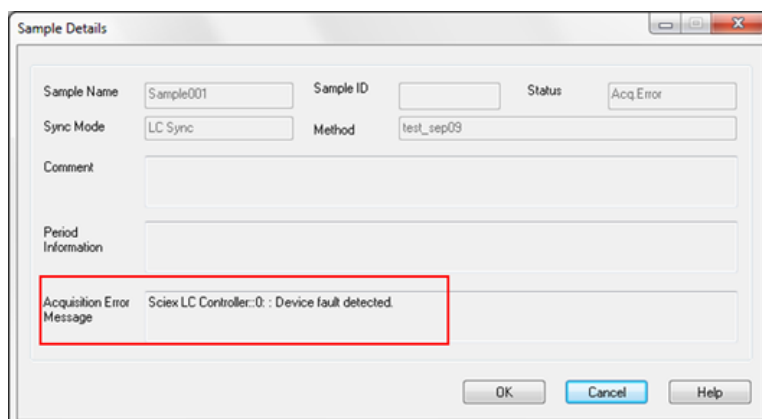 Sample Details
Sample Name Sample001 Sample ID Status Acq.Error
Sync Mode LC Sync Method test_sep09
Comment
Period
Information
Acquisition Error Sciex LC Controller::0: : Device fault detected.
Message
OK Cancel Help